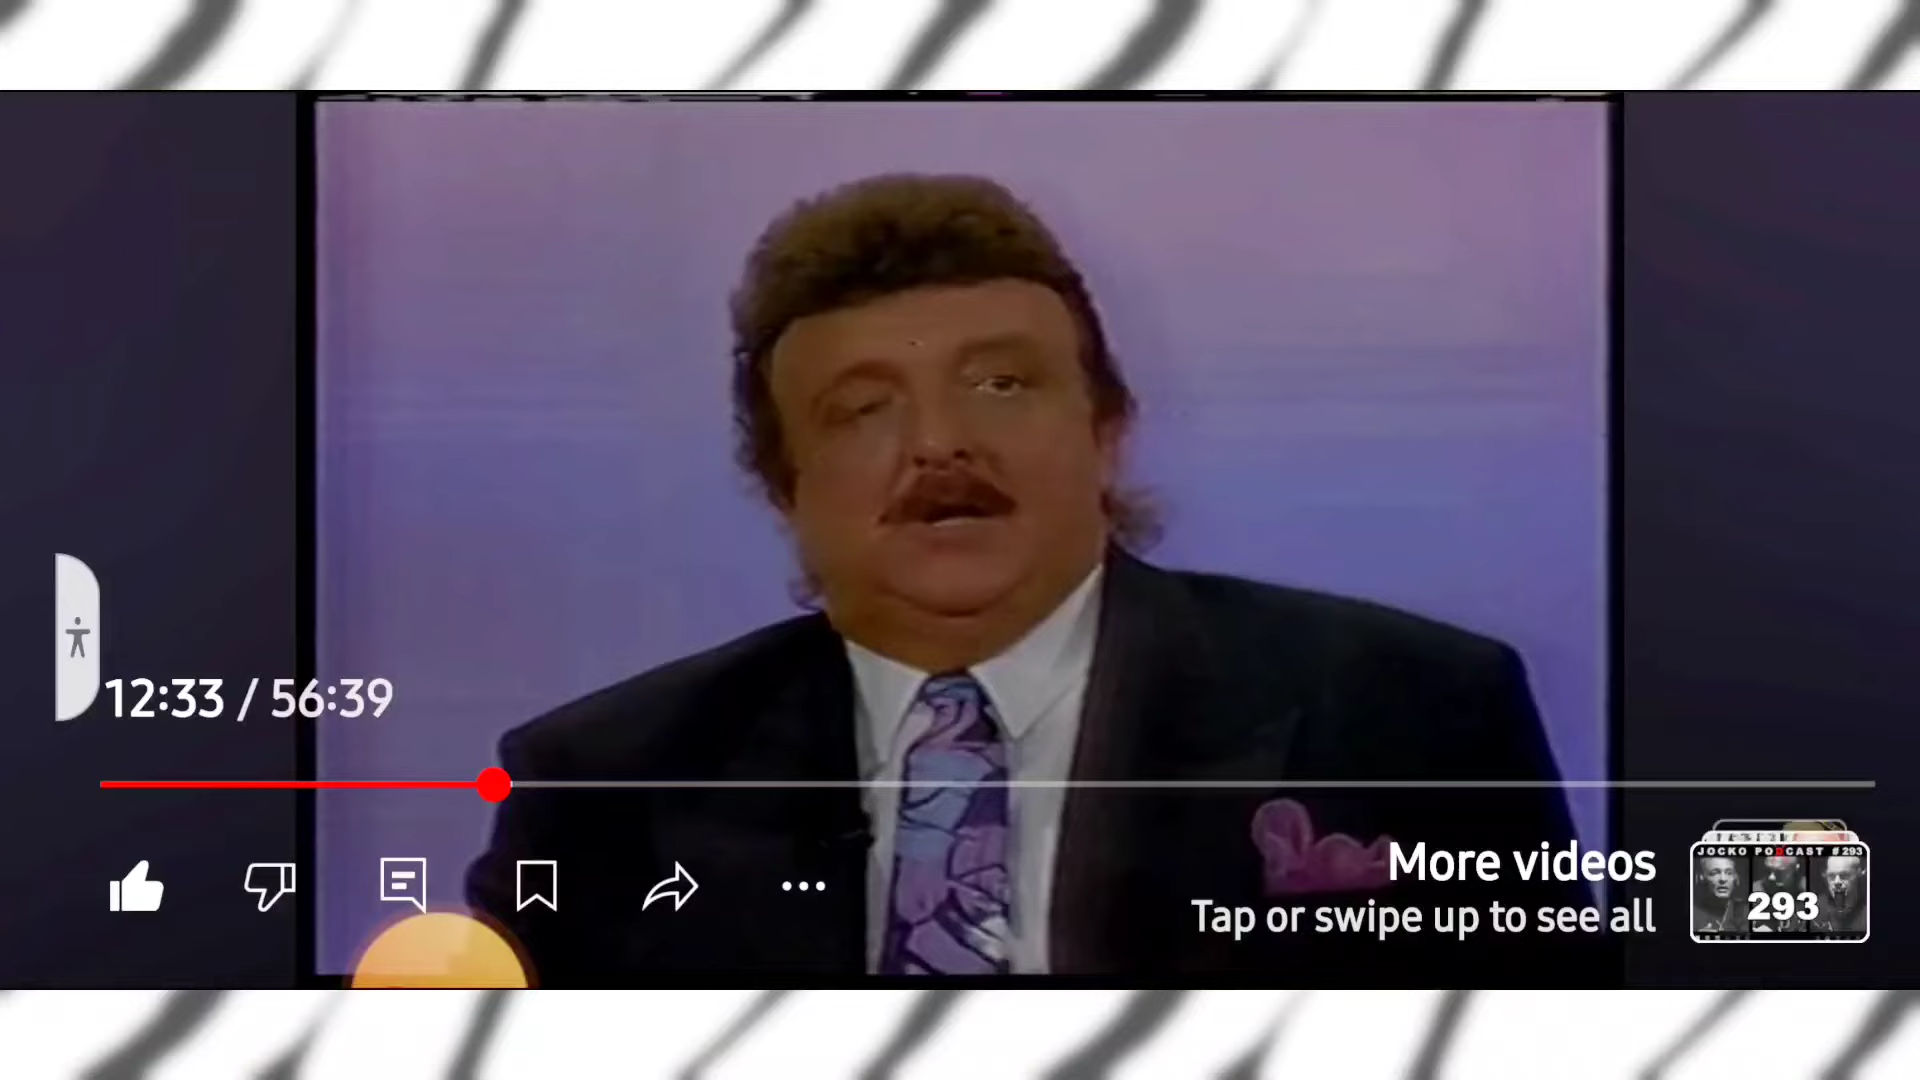 12:33 / 56:39
More videos
Tap or swipe up to see all
JOCKO PODCAST #293
293